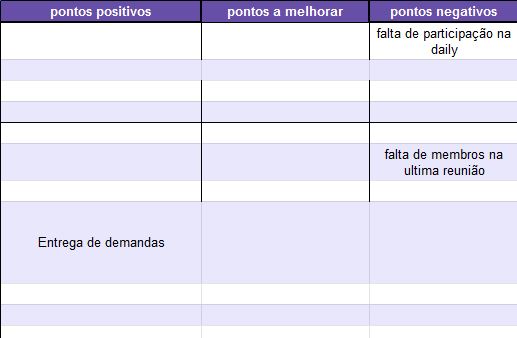 pontos positivos
pontos a melhorar
pontos negativos
falta de participação na
daily
falta de membros na
ultima reunião
Entrega de demandas